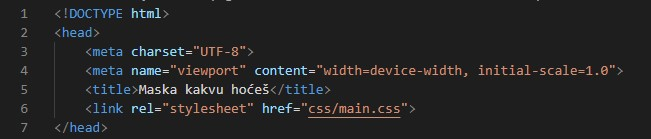 1 <!DOCTYPE html>
2 <head>
3 <meta charset="UTF-8">
4 <meta name="viewport" content="width=device-width, initial-scale=1.0">
5 <title>Maska kakvu hoćeš</title>
6 <link rel="stylesheet" href="css/main.css">
7 </head>